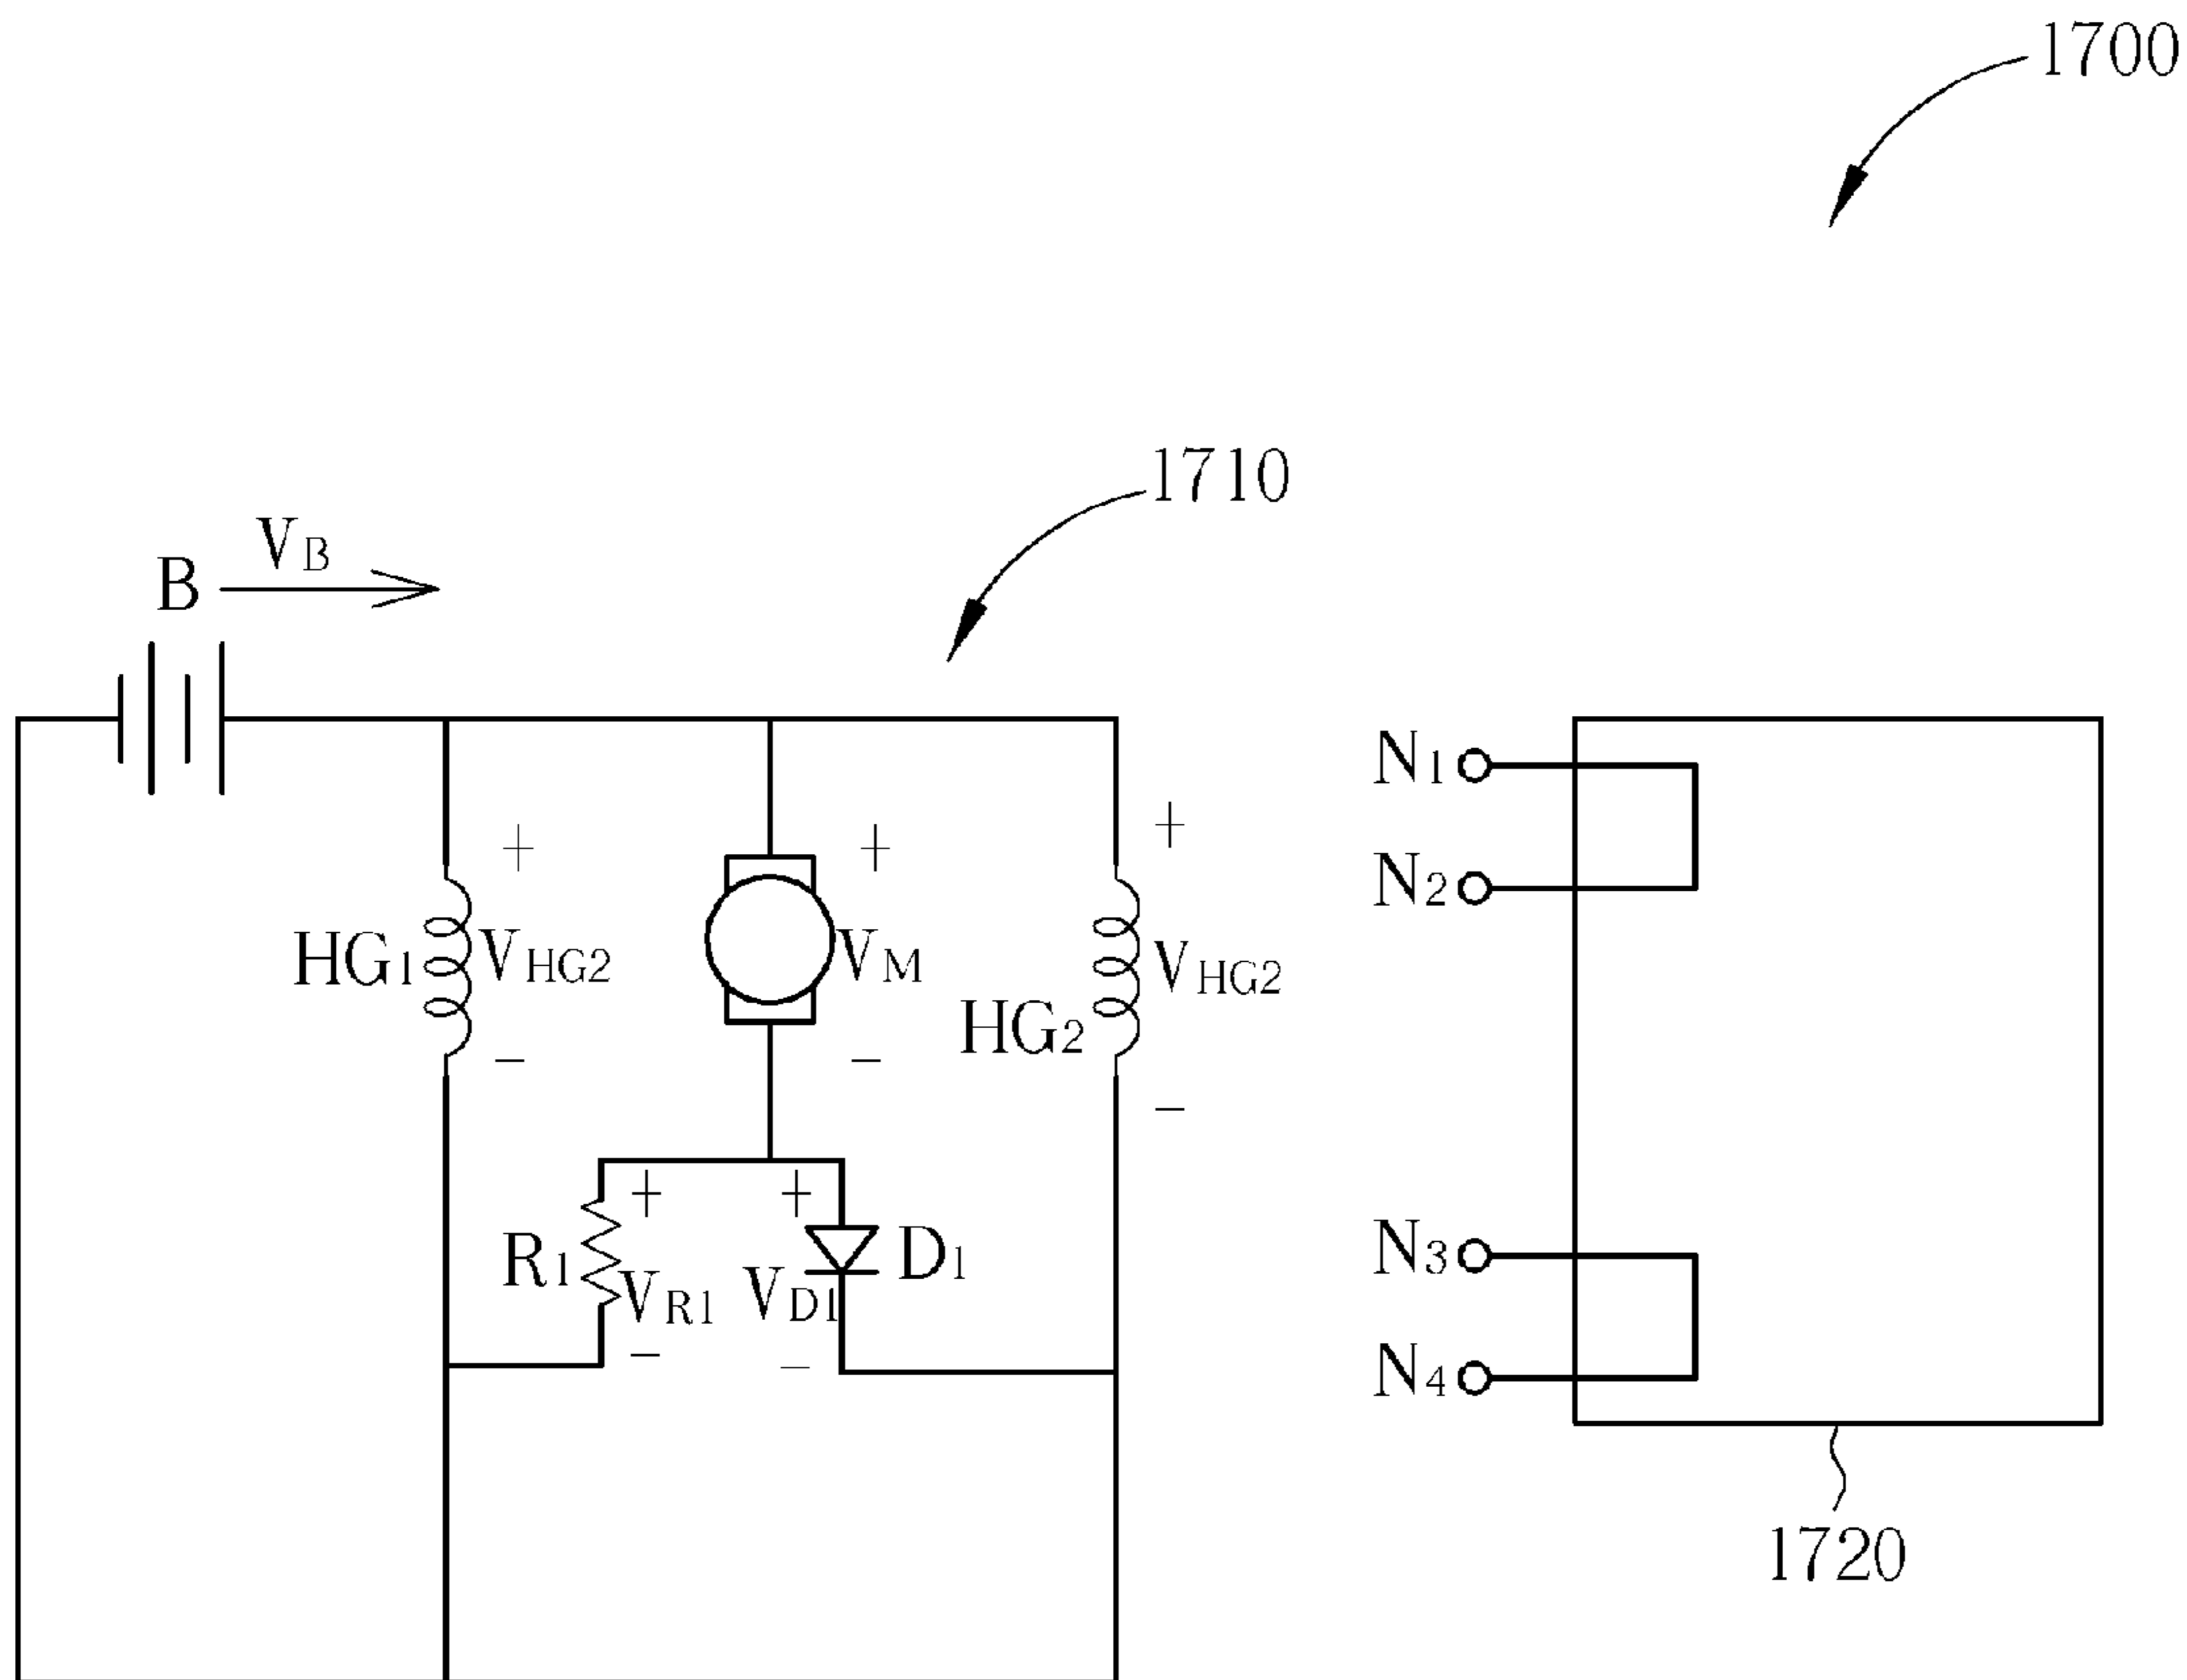 1700
1710
VB
B
N1
+ + +
N2
HG1 VHG2 VM VHG2
HG2
− − −
N3
+ +
R1 D1
VR1 VD1
− −
N4
1720